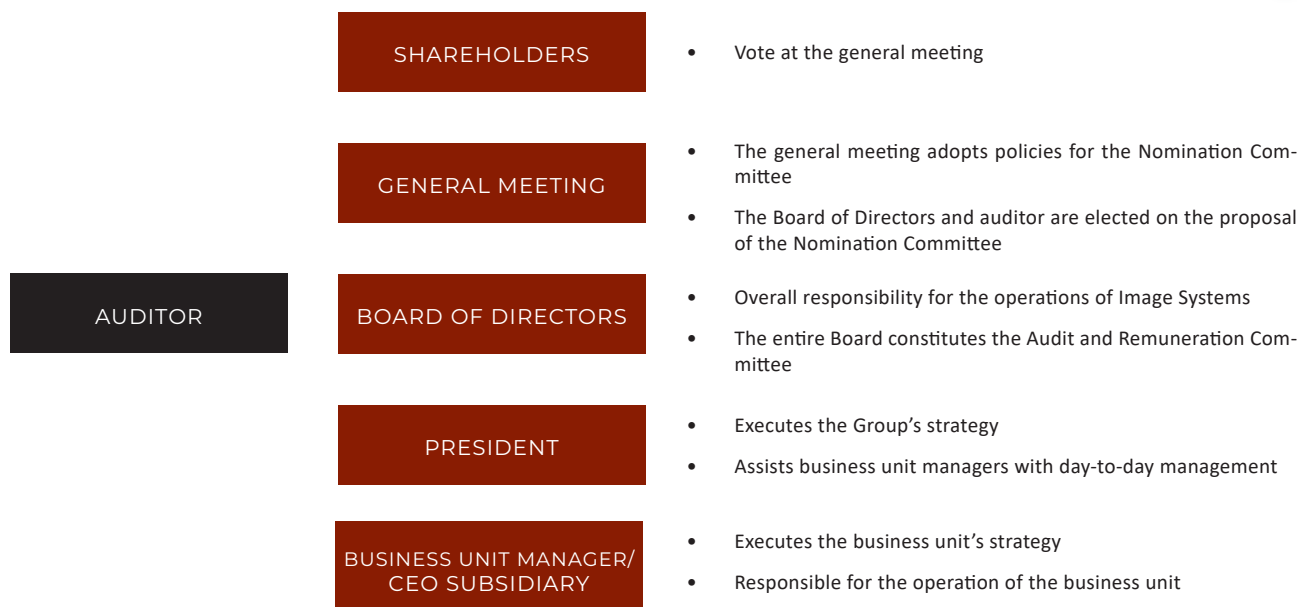 SHAREHOLDERS
• Vote at the general meeting
GENERAL MEETING
• The general meeting adopts policies for the Nomination Com-
mittee
• The Board of Directors and auditor are elected on the proposal
of the Nomination Committee
AUDITOR
BOARD OF DIRECTORS
• Overall responsibility for the operations of Image Systems
• The entire Board constitutes the Audit and Remuneration Com-
mittee
PRESIDENT
• Executes the Group's strategy
• Assists business unit managers with day-to-day management
BUSINESS UNIT MANAGER/
CEO SUBSIDIARY
• Executes the business unit's strategy
• Responsible for the operation of the business unit